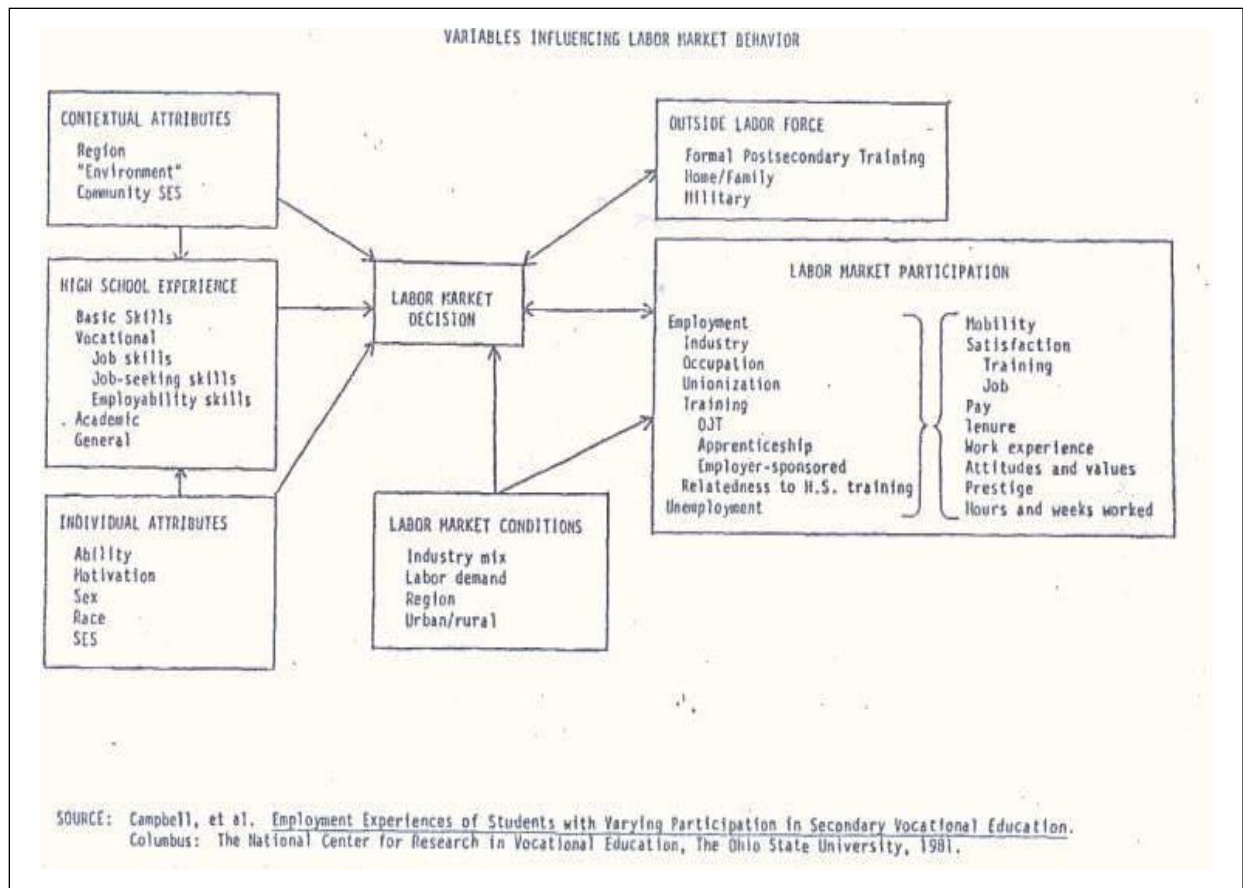 VARIABLES INFLUENCING LABOR MARKET BEHAVIOR
CONTEXTUAL ATTRIBUTES
Region
"Environment"
Community SES
HIGH SCHOOL EXPERIENCE
Basic Skills
Vocational
Job skills
Job-seeking skills
Employability skills
Academic
General
INDIVIDUAL ATTRIBUTES
Ability
Motivation
Sex
Race
SES
LABOR MARKET
DECISION
LABOR MARKET CONDITIONS
Industry mix
Labor demand
Region
Urban/rural
OUTSIDE LABOR FORCE
Formal Postsecondary Training
Home/Family
Military
LABOR MARKET PARTICIPATION
Employment
Industry
Occupation
Unionization
Training
OJT
Apprenticeship
Employer-sponsored
Relatedness to H.S. training
Unemployment
Mobility
Satisfaction
Training
Job
Pay
Tenure
Work experience
Attitudes and values
Prestige
Hours and weeks worked
SOURCE: Campbell, et al. Employment Experiences of Students with Varying Participation in Secondary Vocational Education.
Columbus: The National Center for Research in Vocational Education, The Ohio State University, 1981.